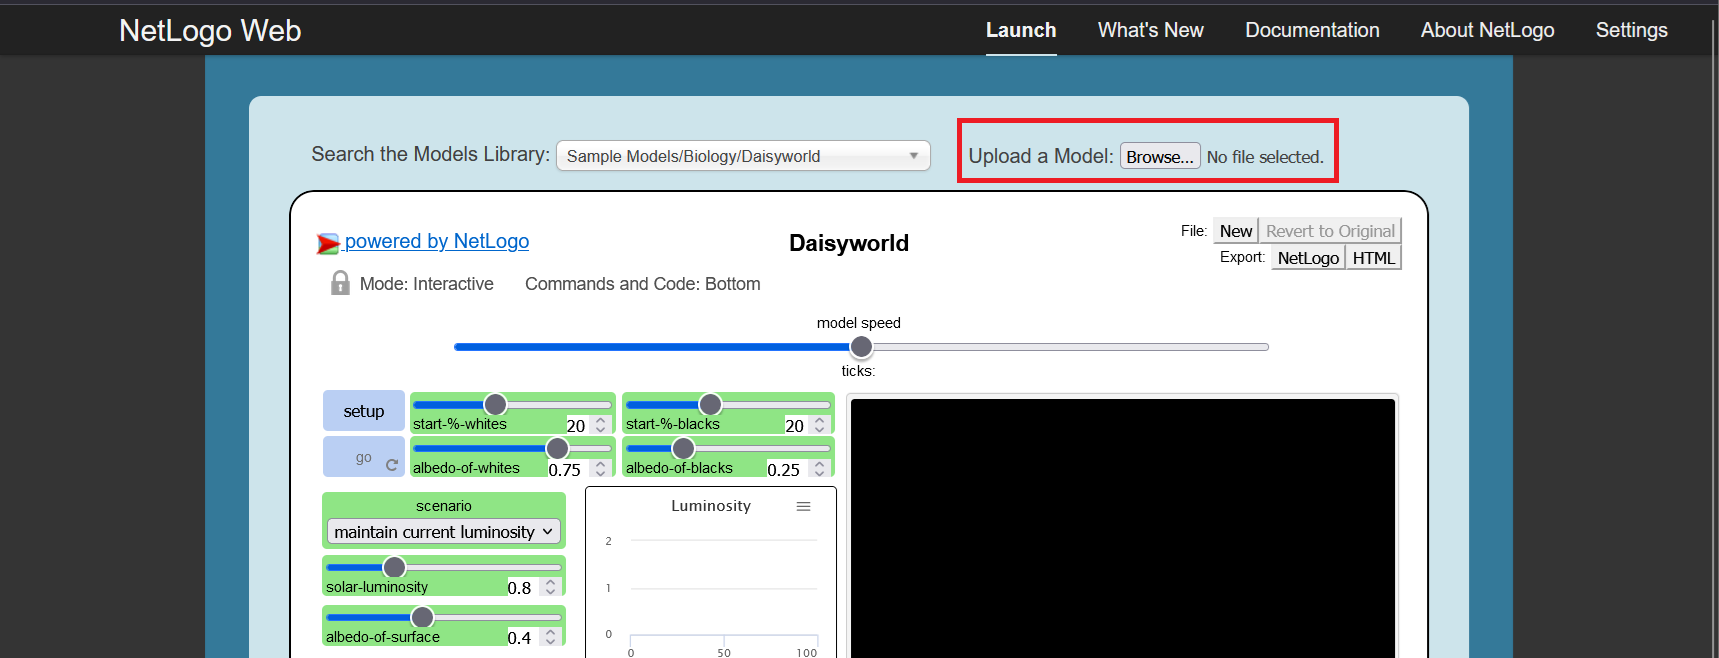 NetLogo Web
Launch What's New Documentation About NetLogo Settings
Search the Models Library: Sample Models/Biology/Daisyworld
Upload a Model: Browse... No file selected.
powered by NetLogo
Daisyworld
File: New Revert to Original
Export: NetLogo HTML
Mode: Interactive Commands and Code: Bottom
model speed
ticks:
setup
go
start-%-whites 20
start-%-blacks 20
albedo-of-whites 0.75
albedo-of-blacks 0.25
scenario
maintain current luminosity
solar-luminosity 0.8
albedo-of-surface 0.4
Luminosity
2
1
0
0 50 100